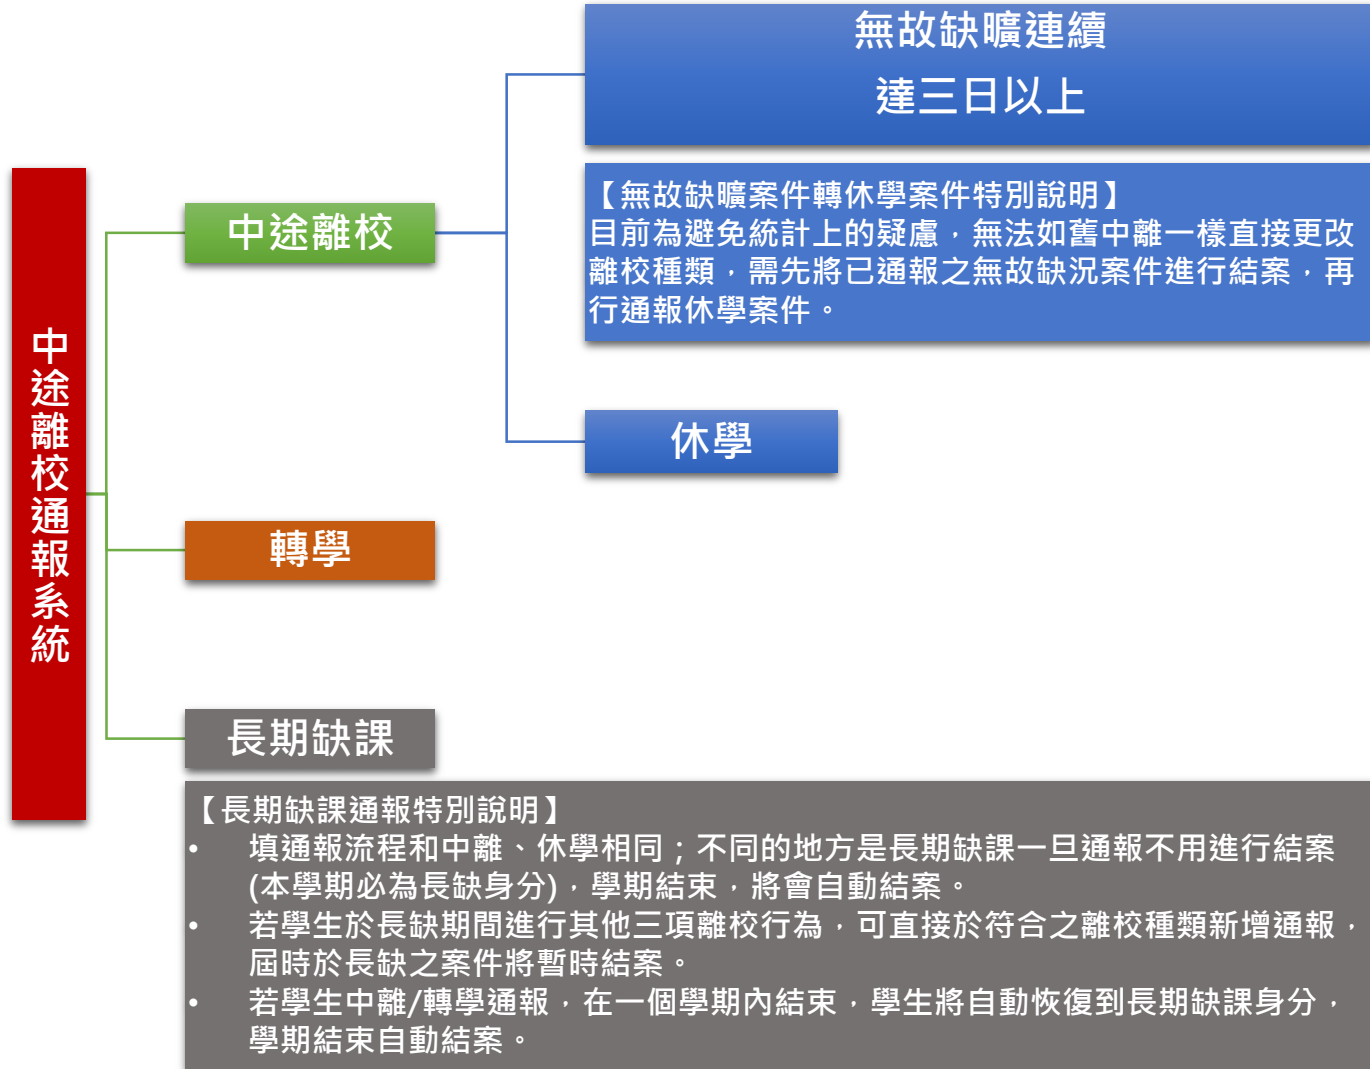 中途離校通報系統
中途離校
無故缺曠連續
達三日以上
【無故缺曠案件轉休學案件特別說明】
目前為避免統計上的疑慮，無法如舊中離一樣直接更改
離校種類，需先將已通報之無故缺況案件進行結案，再
行通報休學案件。
休學
轉學
長期缺課
【長期缺課通報特別說明】
• 填通報流程和中離、休學相同；不同的地方是長期缺課一旦通報不用進行結案
(本學期必為長缺身分)，學期結束，將會自動結案。
• 若學生於長缺期間進行其他三項離校行為，可直接於符合之離校種類新增通報，
屆時於長缺之案件將暫時結案。
• 若學生中離/轉學通報，在一個學期內結束，學生將自動恢復到長期缺課身分，
學期結束自動結案。